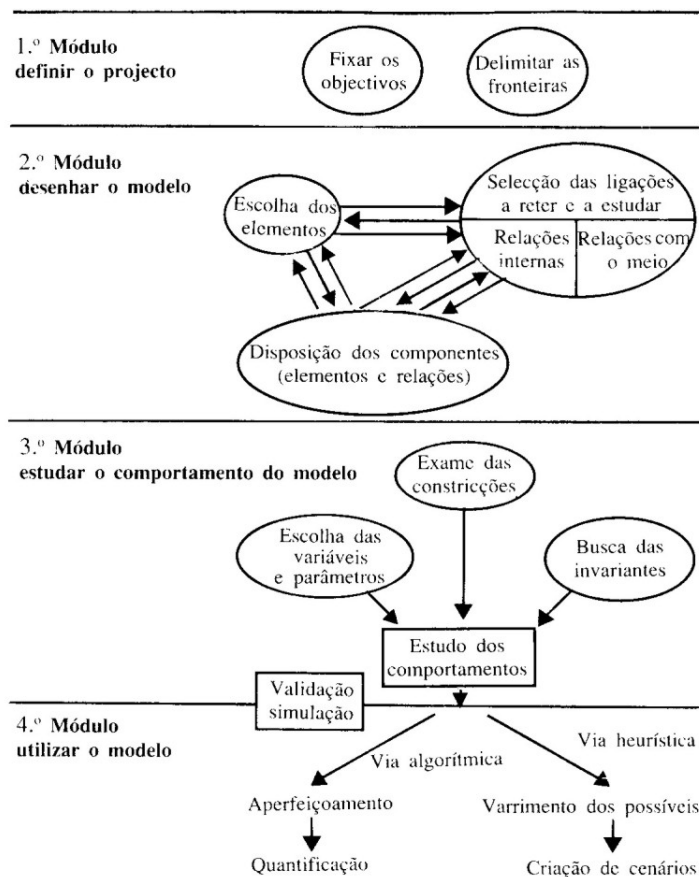 1.º Módulo
definir o projecto
Fixar os
objectivos
Delimitar as
fronteiras
2.º Módulo
desenhar o modelo
Escolha dos
elementos
Selecção das ligações
a reter e a estudar
Relações
internas
Relações com
o meio
Disposição dos componentes
(elementos e relações)
3.º Módulo
estudar o comportamento do modelo
Exame das
constricções
Escolha das
variáveis
e parâmetros
Busca das
invariantes
Estudo dos
comportamentos
Validação
simulação
4.º Módulo
utilizar o modelo
Via algorítmica
Via heurística
Aperfeiçoamento
Varrimento dos possíveis
Quantificação
Criação de cenários